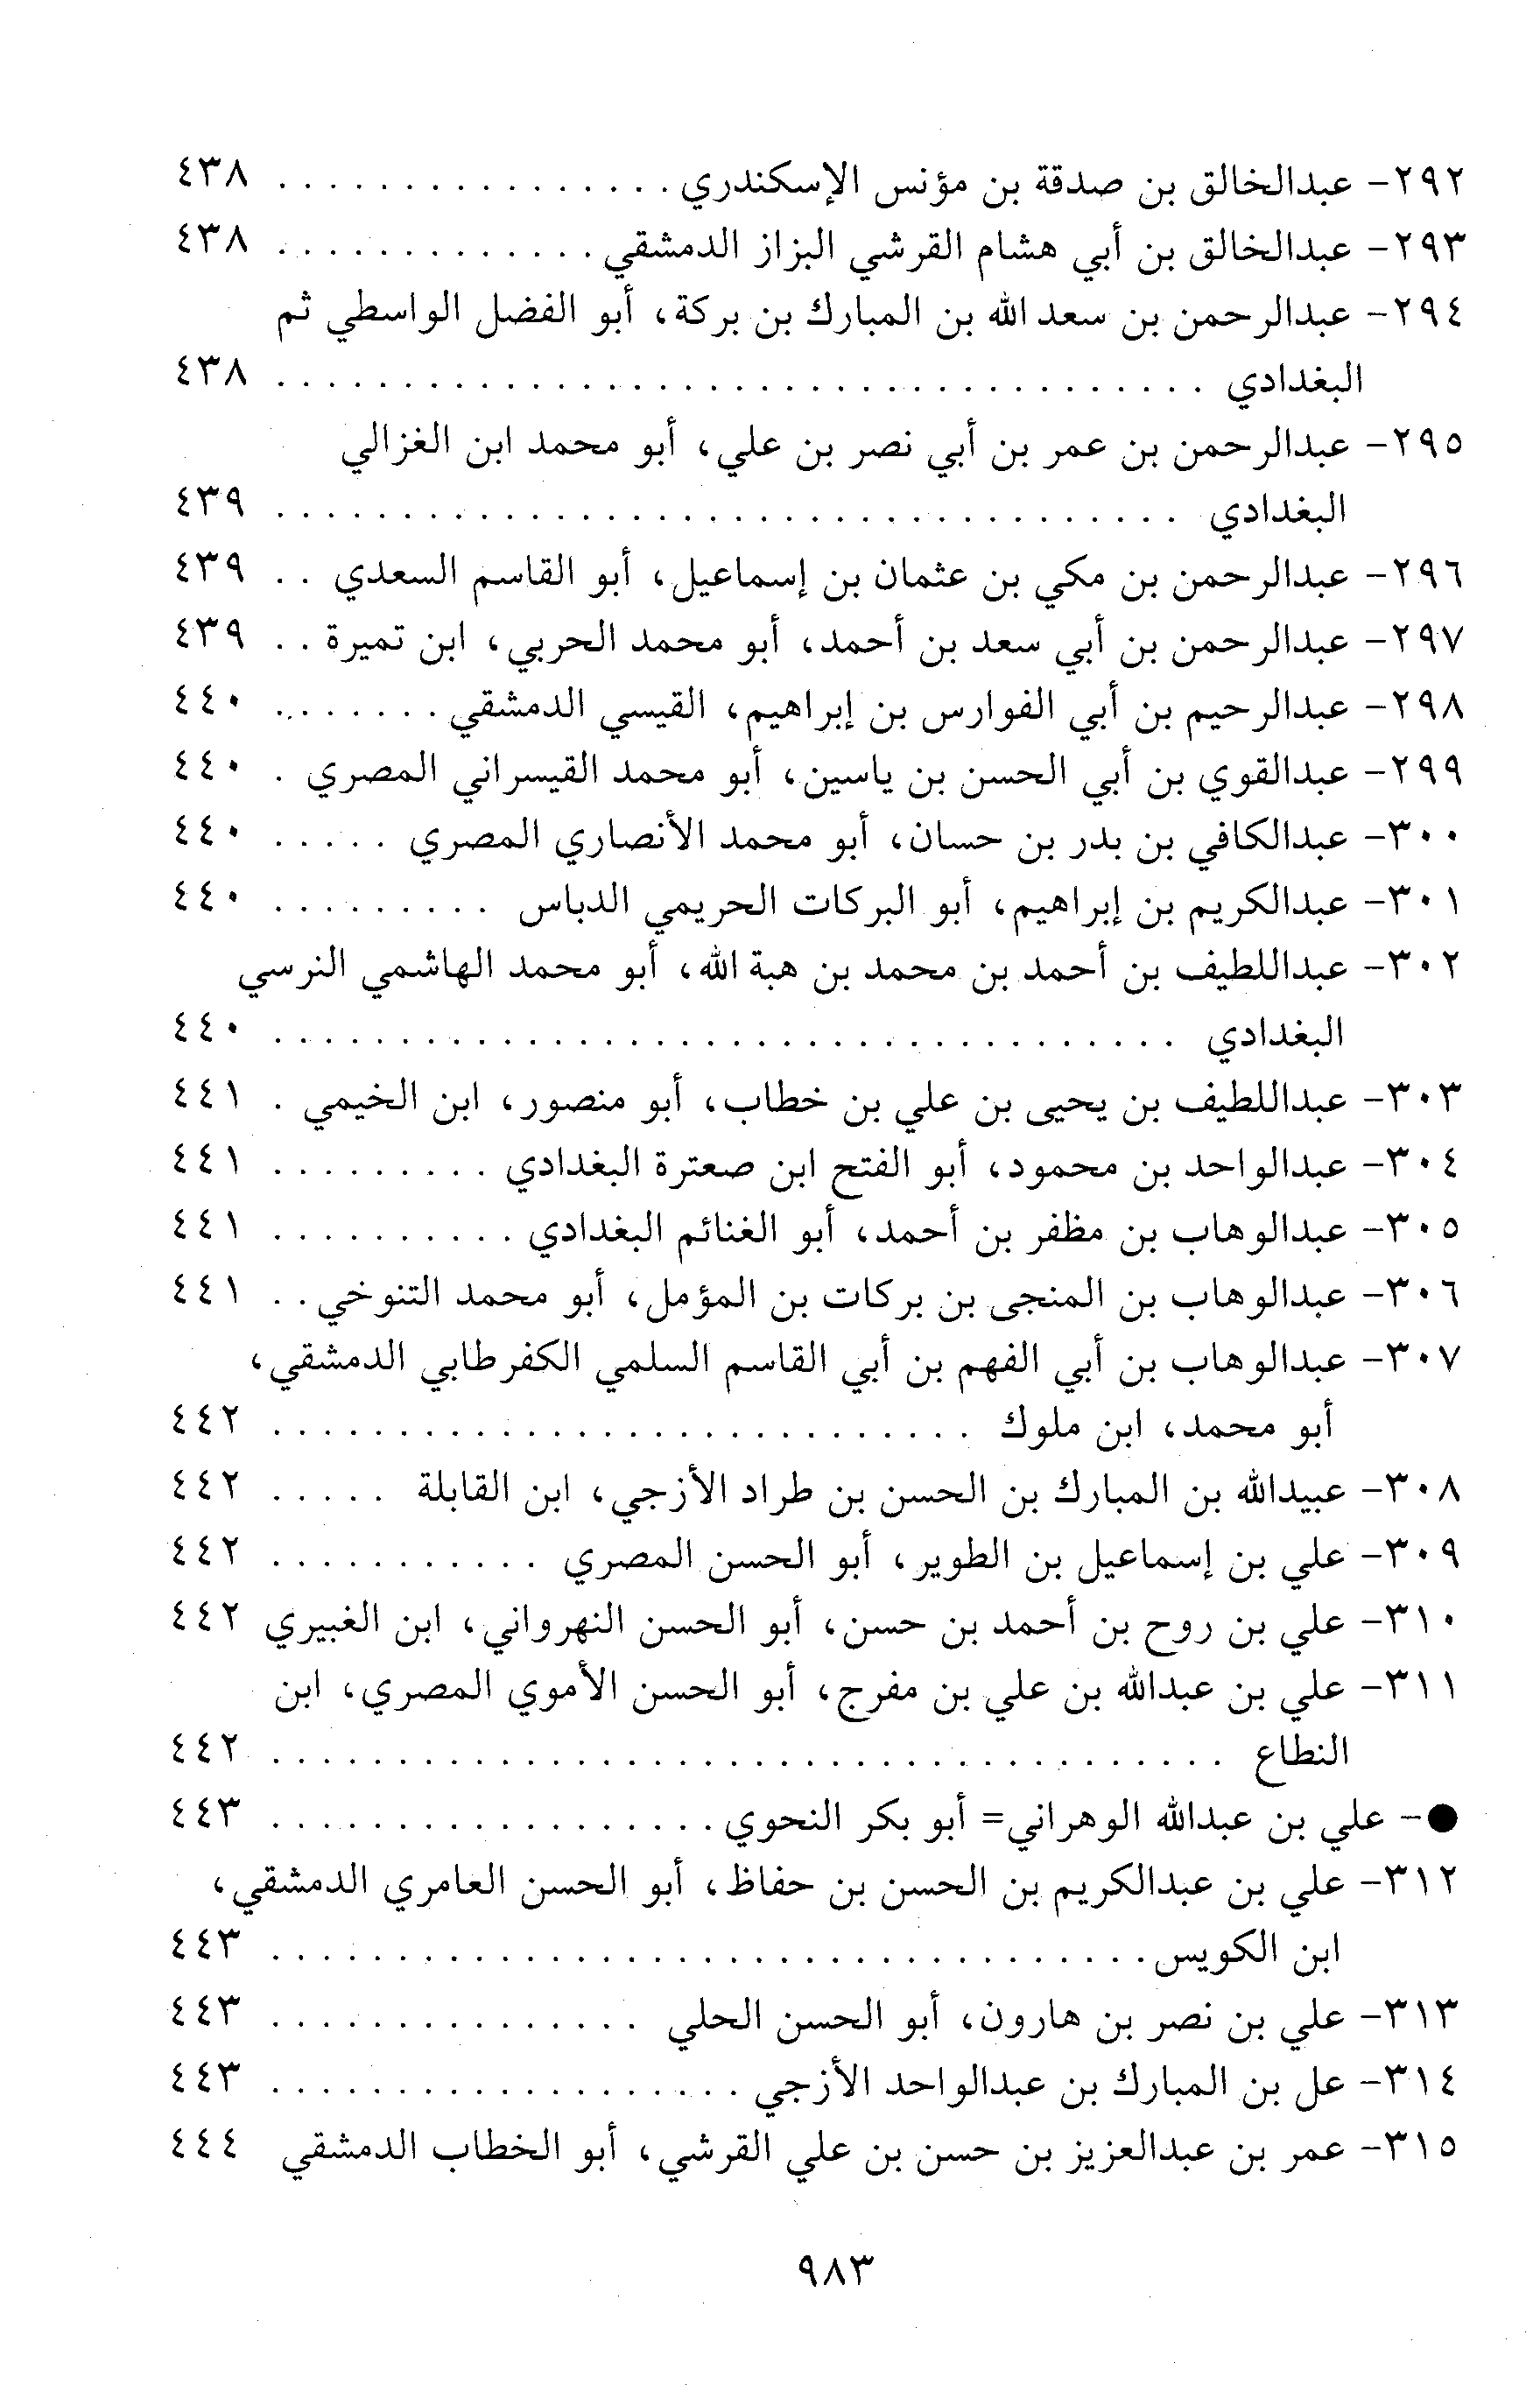 ٢٩٢- عبدالخالق بن صدقة بن مؤنس الإسكندري . . . . . . . . . . . . . . . . ٤٣٨
٢٩٣- عبدالخالق بن أبي هشام القرشي البزاز الدمشقي . . . . . . . . . . . . . ٤٣٨
٢٩٤- عبدالرحمن بن سعد الله بن المبارك بن بركة، أبو الفضل الواسطي ثم
البغدادي . . . . . . . . . . . . . . . . . . . . . . . . . . . . . . . . . . . . . ٤٣٨
٢٩٥- عبدالرحمن بن عمر بن أبي نصر بن علي، أبو محمد ابن الغزالي
البغدادي . . . . . . . . . . . . . . . . . . . . . . . . . . . . . . . . . . . . ٤٣٩
٢٩٦- عبدالرحمن بن مكي بن عثمان بن إسماعيل، أبو القاسم السعدي . . ٤٣٩
٢٩٧- عبدالرحمن بن أبي سعد بن أحمد، أبو محمد الحربي، ابن تميرة . . ٤٣٩
٢٩٨- عبدالرحيم بن أبي الفوارس بن إبراهيم، القيسي الدمشقي . . . . . . . ٤٤٠
٢٩٩- عبدالقوي بن أبي الحسن بن ياسين، أبو محمد القيسراني المصري . ٤٤٠
٣٠٠- عبدالكافي بن بدر بن حسان، أبو محمد الأنصاري المصري . . . . . ٤٤٠
٣٠١- عبدالكريم بن إبراهيم، أبو البركات الحريمي الدباس . . . . . . . . . ٤٤٠
٣٠٢- عبداللطيف بن أحمد بن محمد بن هبة الله، أبو محمد الهاشمي النرسي
البغدادي . . . . . . . . . . . . . . . . . . . . . . . . . . . . . . . . . . . . ٤٤٠
٣٠٣- عبداللطيف بن يحيى بن علي بن خطاب، أبو منصور، ابن الخيمي . ٤٤١
٣٠٤- عبدالواحد بن محمود، أبو الفتح ابن صعترة البغدادي . . . . . . . . . ٤٤١
٣٠٥- عبدالوهاب بن مظفر بن أحمد، أبو الغنائم البغدادي . . . . . . . . . . ٤٤١
٣٠٦- عبدالوهاب بن المنجى بن بركات بن المؤمل، أبو محمد التنوخي . . ٤٤١
٣٠٧- عبدالوهاب بن أبي الفهم بن أبي القاسم السلمي الكفرطابي الدمشقي،
أبو محمد، ابن ملوك . . . . . . . . . . . . . . . . . . . . . . . . . . . . ٤٤٢
٣٠٨- عبيدالله بن المبارك بن الحسن بن طراد الأزجي، ابن القابلة . . . . . ٤٤٢
٣٠٩- علي بن إسماعيل بن الطوير، أبو الحسن المصري . . . . . . . . . . . ٤٤٢
٣١٠- علي بن روح بن أحمد بن حسن، أبو الحسن النهرواني، ابن الغبيري ٤٤٢
٣١١- علي بن عبدالله بن علي بن مفرج، أبو الحسن الأموي المصري، ابن
النطاع . . . . . . . . . . . . . . . . . . . . . . . . . . . . . . . . . . . . . . ٤٤٢
●- علي بن عبدالله الوهراني= أبو بكر النحوي . . . . . . . . . . . . . . . . . . ٤٤٣
٣١٢- علي بن عبدالكريم بن الحسن بن حفاظ، أبو الحسن العامري الدمشقي،
ابن الكويس . . . . . . . . . . . . . . . . . . . . . . . . . . . . . . . . . . . ٤٤٣
٣١٣- علي بن نصر بن هارون، أبو الحسن الحلي . . . . . . . . . . . . . . . ٤٤٣
٣١٤- عل بن المبارك بن عبدالواحد الأزجي . . . . . . . . . . . . . . . . . . . ٤٤٣
٣١٥- عمر بن عبدالعزيز بن حسن بن علي القرشي، أبو الخطاب الدمشقي ٤٤٤
٩٨٣